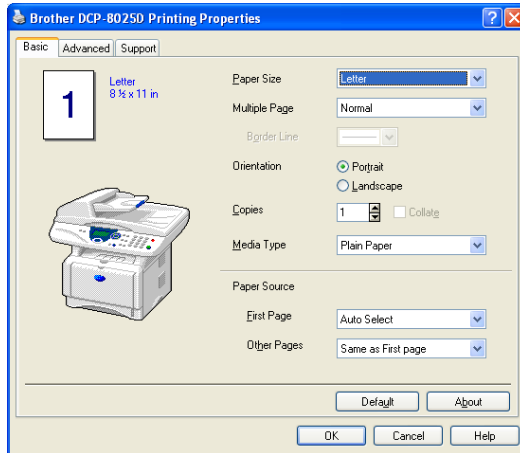 Brother DCP-8025D Printing Properties
Basic Advanced Support
1
Letter
8 ½ x 11 in
Paper Size Letter
Multiple Page Normal
Border Line
Orientation Portrait
Landscape
Copies 1 Collate
Media Type Plain Paper
Paper Source
First Page Auto Select
Other Pages Same as First page
Default About
OK Cancel Help